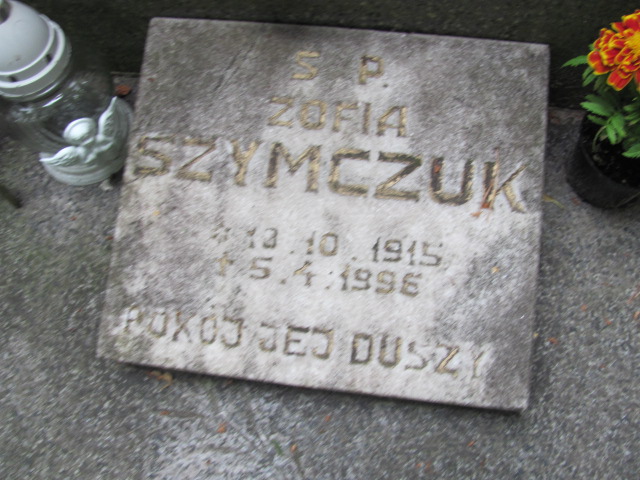 Ś P.
ZOFIA
SZYMCZUK
* 13.10.1915
† 5.4.1996
POKÓJ JEJ DUSZY